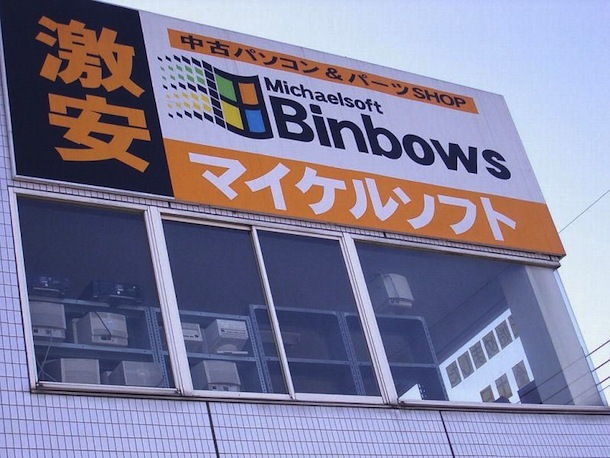 激安
中古パソコン&パーツSHOP
Michaelsoft
Binbows
マイケルソフト